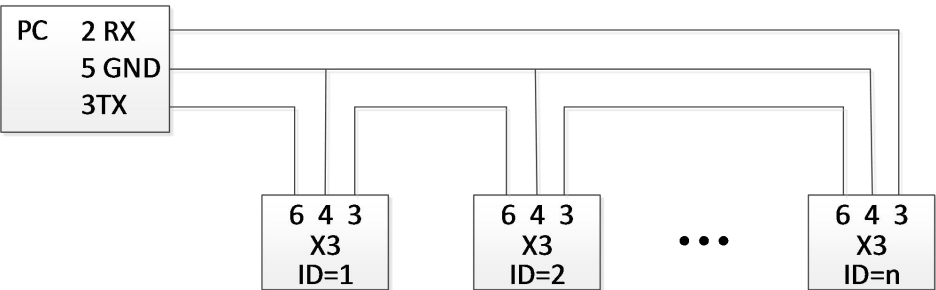 PC 2 RX
5 GND
3TX
6 4 3 6 4 3 6 4 3
X3 X3 ••• X3
ID=1 ID=2 ID=n